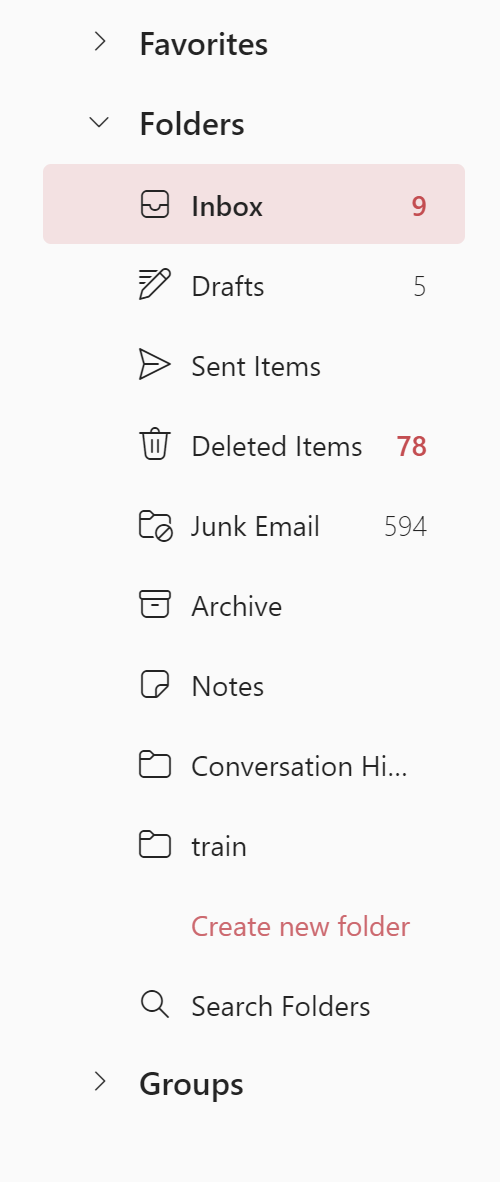 Favorites
Folders
Inbox 9
Drafts 5
Sent Items
Deleted Items 78
Junk Email 594
Archive
Notes
Conversation Hi...
train
Create new folder
Search Folders
Groups